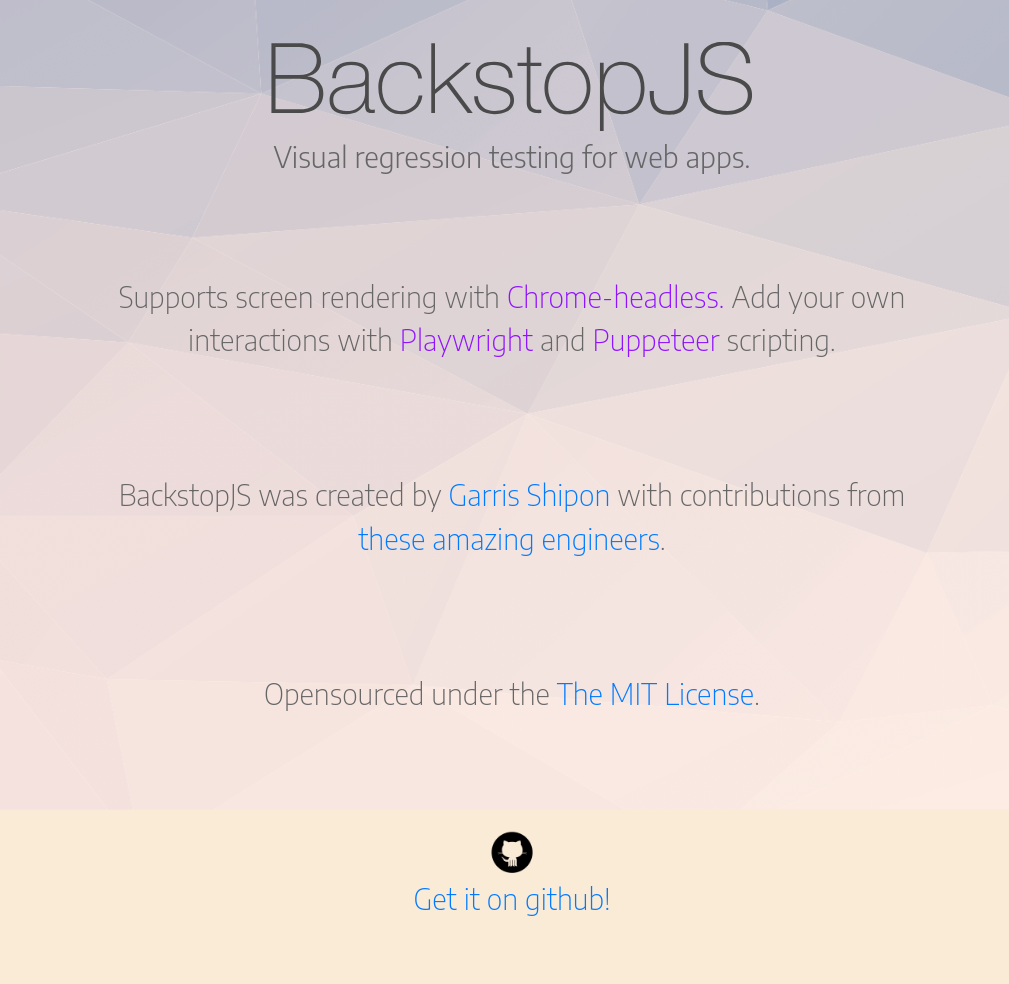 BackstopJS
Visual regression testing for web apps.
Supports screen rendering with Chrome-headless. Add your own
interactions with Playwright and Puppeteer scripting.
BackstopJS was created by Garris Shipon with contributions from
these amazing engineers.
Opensourced under the The MIT License.
Get it on github!